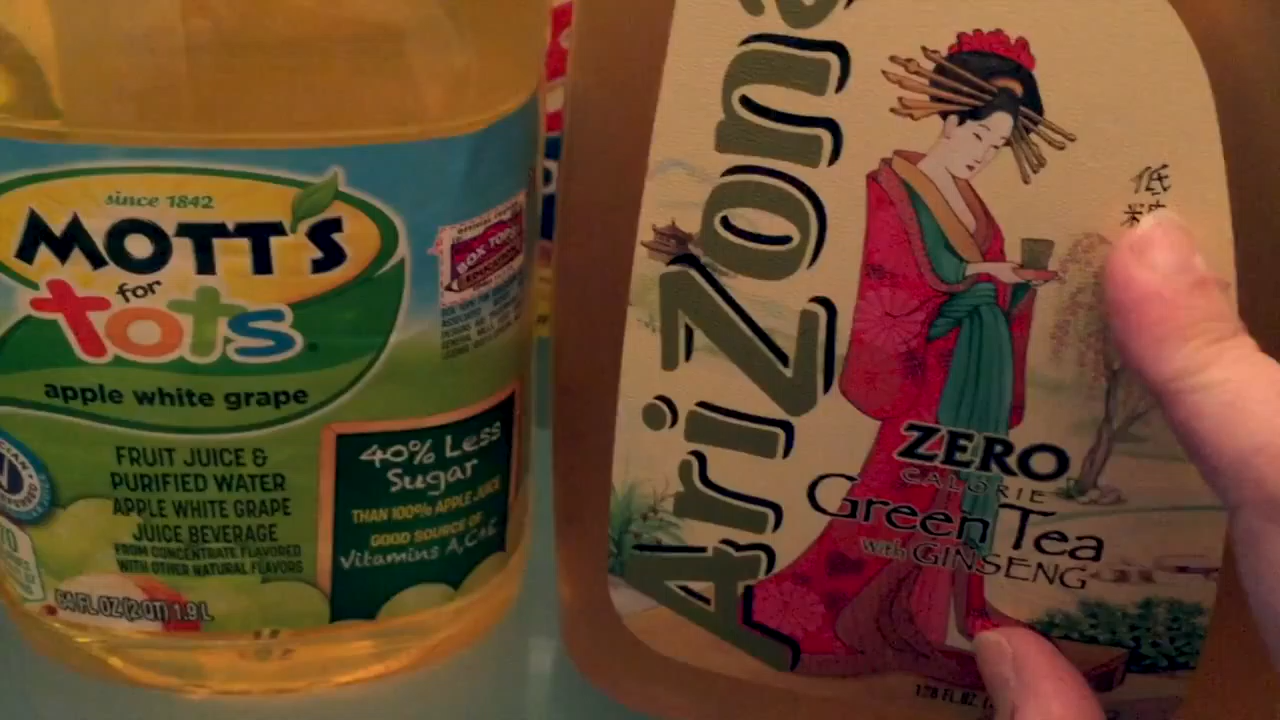 since 1842
MOTT'S
for
tots
apple white grape
FRUIT JUICE &
PURIFIED WATER
APPLE WHITE GRAPE
JUICE BEVERAGE
FROM CONCENTRATE FLAVORED
WITH OTHER NATURAL FLAVORS
64 FL OZ (2 QT) 1.9 L
BOX TOPS
EDUCATION
40% Less
Sugar
THAN 100% APPLE JUICE
GOOD SOURCE OF
Vitamins A, C & E
AriZona
低
ZERO
CALORIE
Green Tea
with GINSENG
128 FL. OZ.